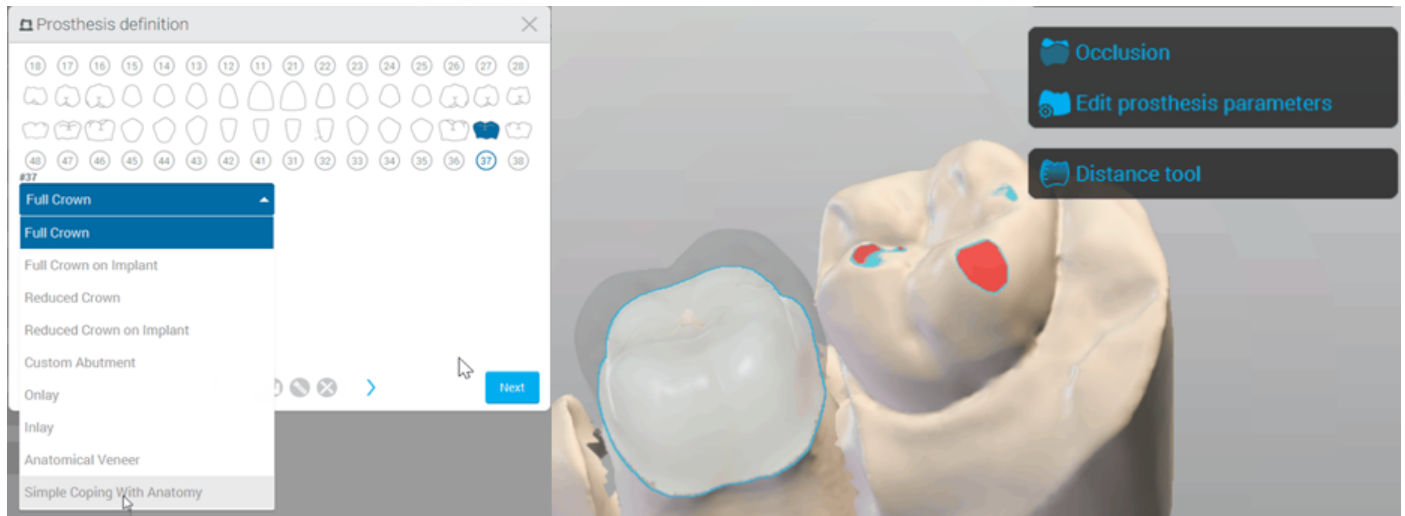 Prosthesis definition
18 17 16 15 14 13 12 11 21 22 23 24 25 26 27 28
48 47 46 45 44 43 42 41 31 32 33 34 35 36 37 38
#37
Full Crown
Full Crown
Full Crown on Implant
Reduced Crown
Reduced Crown on Implant
Custom Abutment
Onlay
Inlay
Anatomical Veneer
Simple Coping With Anatomy
Next
Occlusion
Edit prosthesis parameters
Distance tool